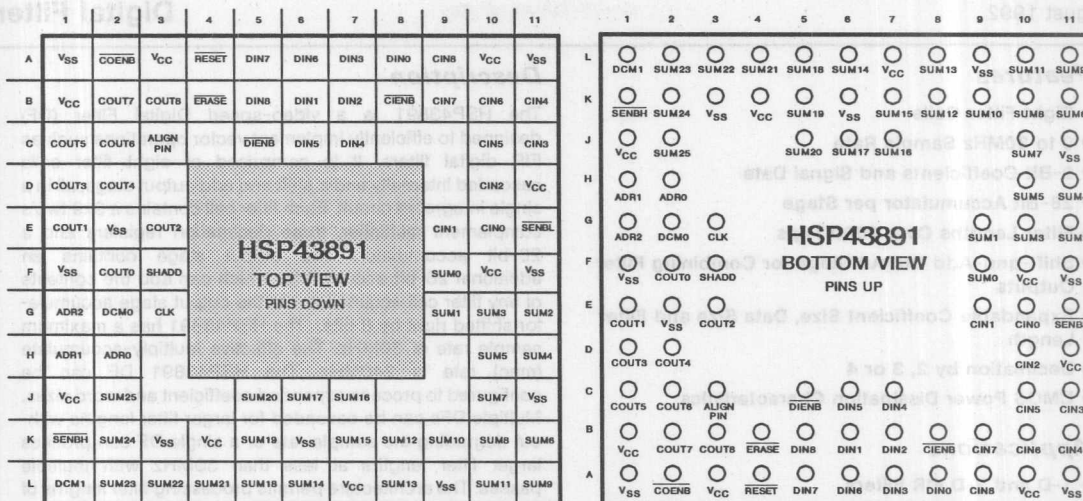 Digital Filter
1 2 3 4 5 6 7 8 9 10 11
A VSS COENB VCC RESET DIN7 DIN6 DIN3 DIN0 CIN8 VCC VSS
B VCC COUT7 COUT8 ERASE DIN8 DIN1 DIN2 CIENB CIN7 CIN6 CIN4
C COUT5 COUT6 ALIGN PIN DIENB DIN5 DIN4 CIN5 CIN3
D COUT3 COUT4 CIN2 VCC
E COUT1 VSS COUT2 CIN1 CIN0 SENBL
F VSS COUT0 SHADD SUM0 VCC VSS
G ADR2 DCM0 CLK SUM1 SUM3 SUM2
H ADR1 ADR0 SUM5 SUM4
J VCC SUM25 SUM20 SUM17 SUM16 SUM7 VSS
K SENBH SUM24 VSS VCC SUM19 VSS SUM15 SUM12 SUM10 SUM8 SUM6
L DCM1 SUM23 SUM22 SUM21 SUM18 SUM14 VCC SUM13 VSS SUM11 SUM9
HSP43891
TOP VIEW
PINS DOWN
1 2 3 4 5 6 7 8 9 10 11
L DCM1 SUM23 SUM22 SUM21 SUM18 SUM14 VCC SUM13 VSS SUM11 SUM9
K SENBH SUM24 VSS VCC SUM19 VSS SUM15 SUM12 SUM10 SUM8
J VCC SUM25 SUM20 SUM17 SUM16 SUM7 VSS
H ADR1 ADR0 SUM5 SUM
G ADR2 DCM0 CLK SUM1 SUM3 SUM
F VSS COUT0 SHADD SUM0 VCC VSS
E COUT1 VSS COUT2 CIN1 CIN0 SENB
D COUT3 COUT4 CIN2 VCC
C COUT5 COUT6 ALIGN PIN DIENB DIN5 DIN4 CIN5 CIN3
B VCC COUT7 COUT8 ERASE DIN8 DIN1 DIN2 CIENB CIN7 CIN6 CIN4
A VSS COENB VCC RESET DIN7 DIN6 DIN3 DIN0 CIN8 VCC VSS
HSP43891
BOTTOM VIEW
PINS UP